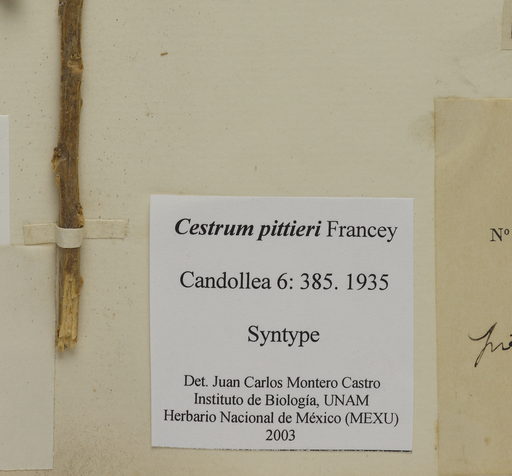 Cestrum pittieri Francey
Candollea 6: 385. 1935
Syntype
Det. Juan Carlos Montero Castro
Instituto de Biología, UNAM
Herbario Nacional de México (MEXU)
2003
Nº